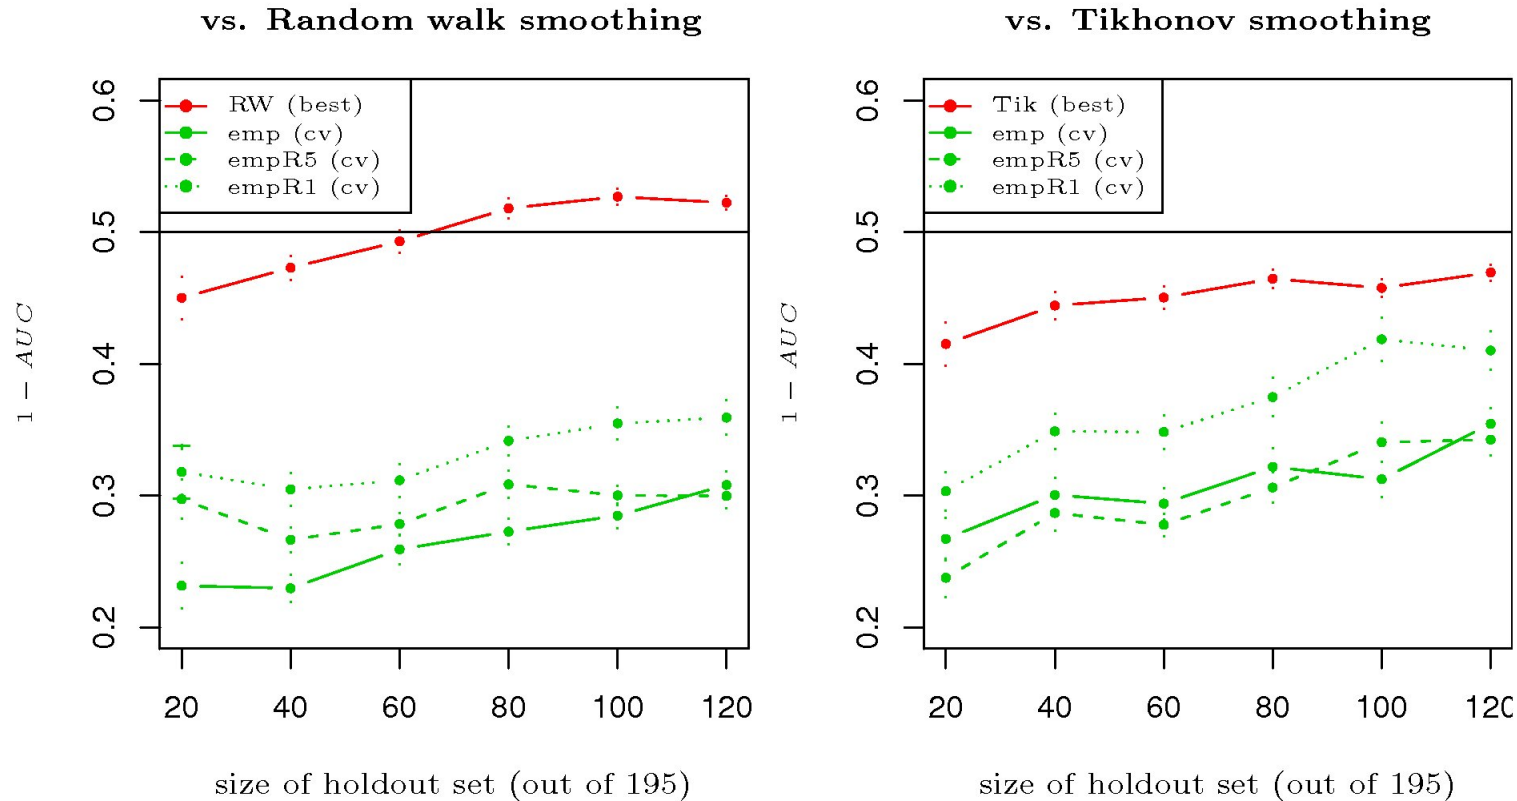 vs. Random walk smoothing
RW (best)
emp (cv)
empR5 (cv)
empR1 (cv)
0.6
0.5
0.4
0.3
0.2
1 − AUC
20 40 60 80 100 120
size of holdout set (out of 195)
vs. Tikhonov smoothing
Tik (best)
emp (cv)
empR5 (cv)
empR1 (cv)
0.6
0.5
0.4
0.3
0.2
1 − AUC
20 40 60 80 100 120
size of holdout set (out of 195)